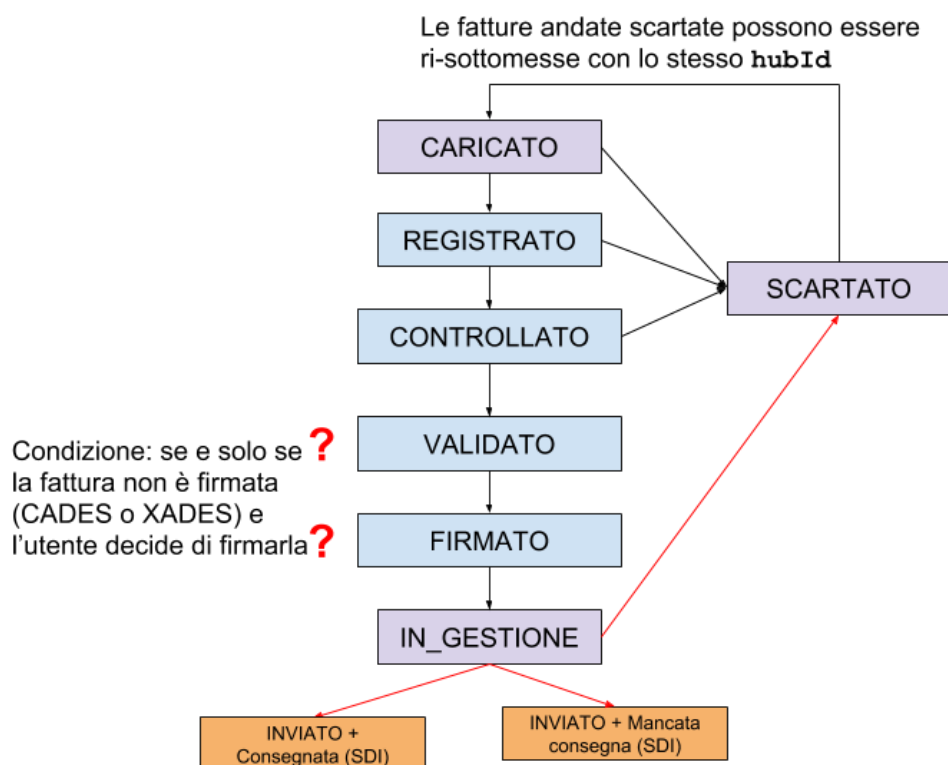 Le fatture andate scartate possono essere
ri-sottomesse con lo stesso hubId
CARICATO
REGISTRATO
SCARTATO
CONTROLLATO
Condizione: se e solo se ?
la fattura non è firmata
(CADES o XADES) e
l'utente decide di firmarla ?
VALIDATO
FIRMATO
IN_GESTIONE
INVIATO +
Consegnata (SDI)
INVIATO + Mancata
consegna (SDI)